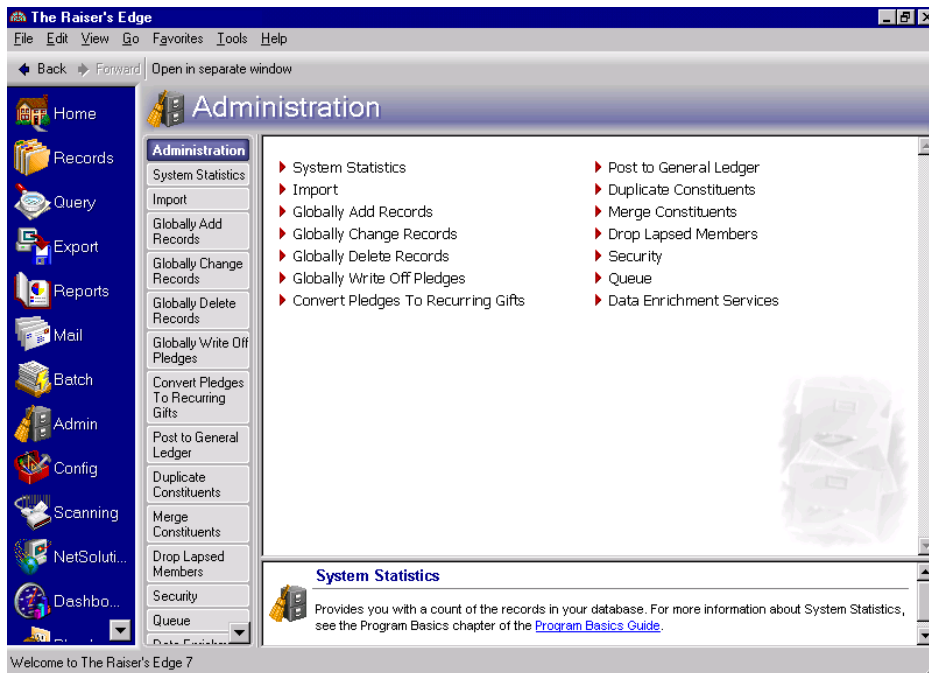 The Raiser's Edge
File Edit View Go Favorites Tools Help
Back Forward Open in separate window
Home
Records
Query
Export
Reports
Mail
Batch
Admin
Config
Scanning
NetSoluti...
Dashbo...
Administration
Administration
System Statistics
Import
Globally Add
Records
Globally Change
Records
Globally Delete
Records
Globally Write Off
Pledges
Convert Pledges
To Recurring
Gifts
Post to General
Ledger
Duplicate
Constituents
Merge
Constituents
Drop Lapsed
Members
Security
Queue
System Statistics
Import
Globally Add Records
Globally Change Records
Globally Delete Records
Globally Write Off Pledges
Convert Pledges To Recurring Gifts
Post to General Ledger
Duplicate Constituents
Merge Constituents
Drop Lapsed Members
Security
Queue
Data Enrichment Services
System Statistics
Provides you with a count of the records in your database. For more information about System Statistics,
see the Program Basics chapter of the Program Basics Guide.
Welcome to The Raiser's Edge 7